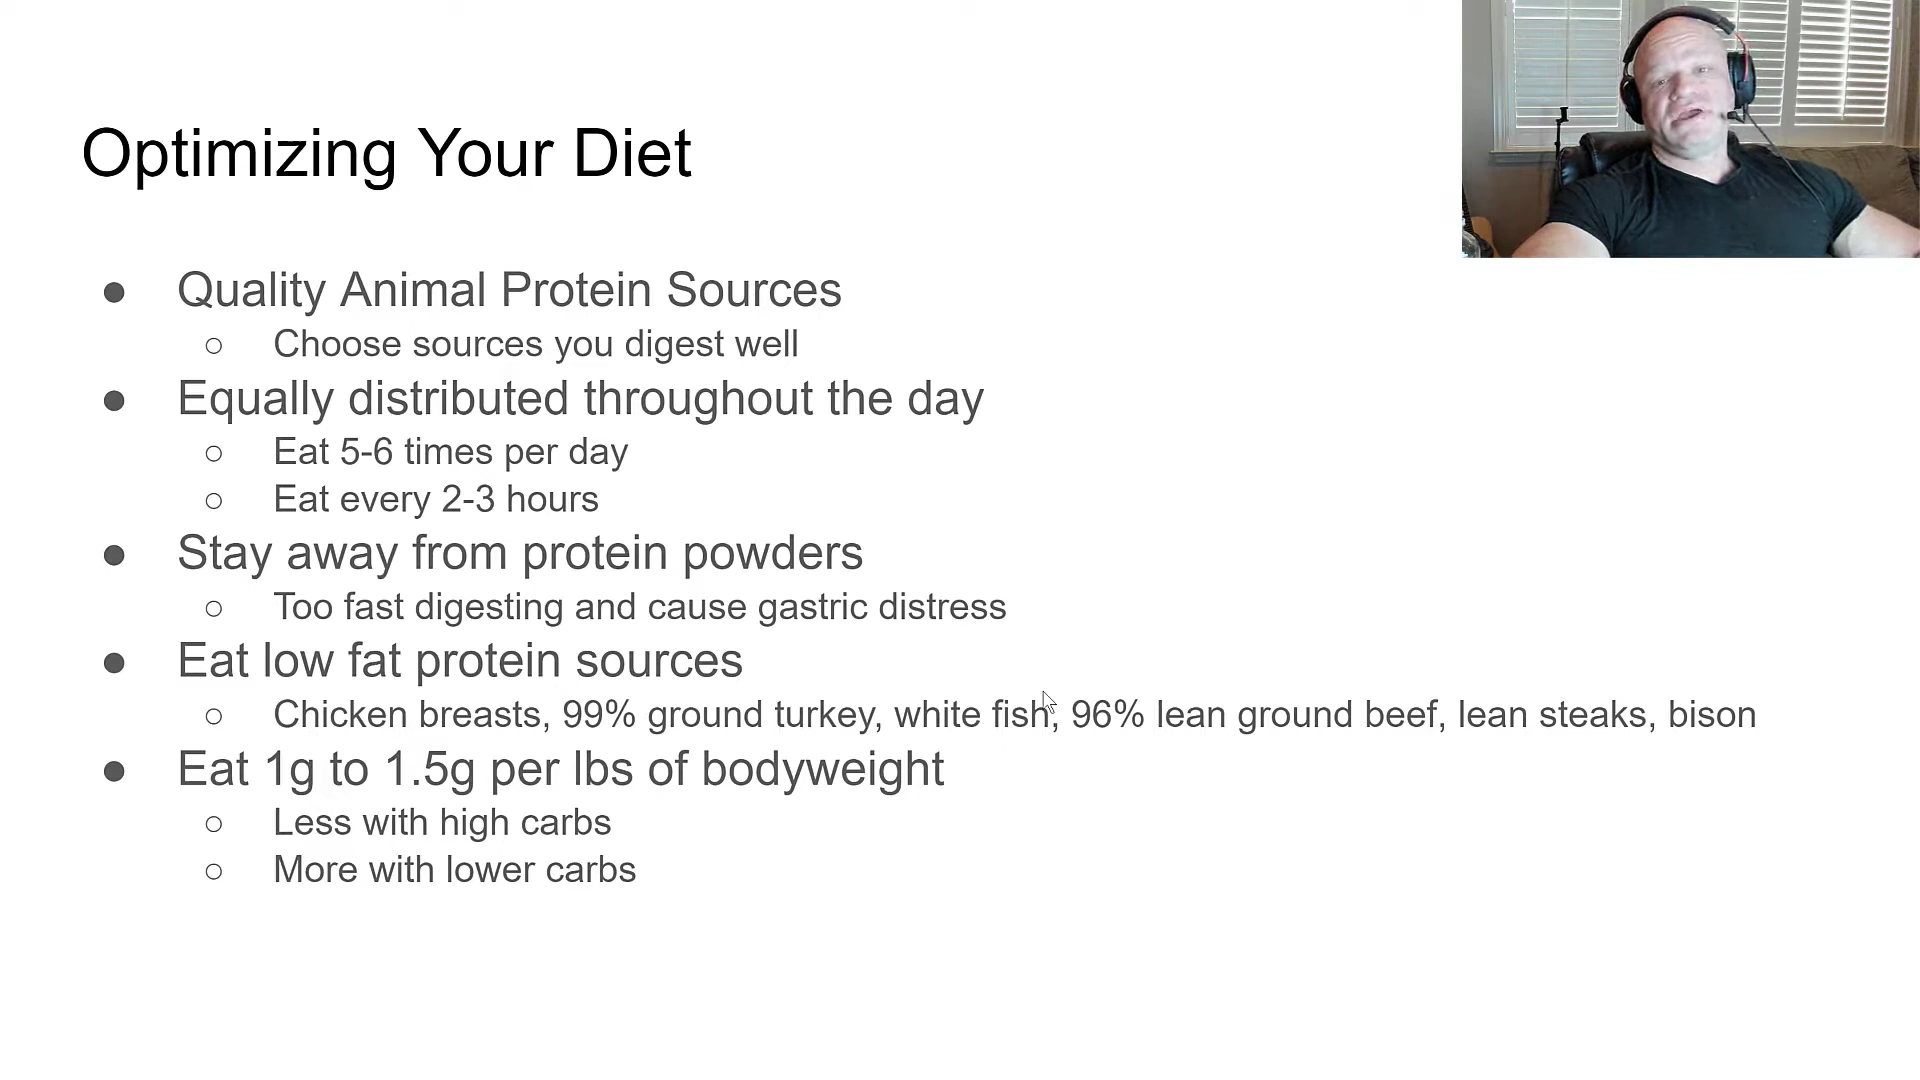 Optimizing Your Diet
● Quality Animal Protein Sources
○ Choose sources you digest well
● Equally distributed throughout the day
○ Eat 5-6 times per day
○ Eat every 2-3 hours
● Stay away from protein powders
○ Too fast digesting and cause gastric distress
● Eat low fat protein sources
○ Chicken breasts, 99% ground turkey, white fish, 96% lean ground beef, lean steaks, bison
● Eat 1g to 1.5g per lbs of bodyweight
○ Less with high carbs
○ More with lower carbs